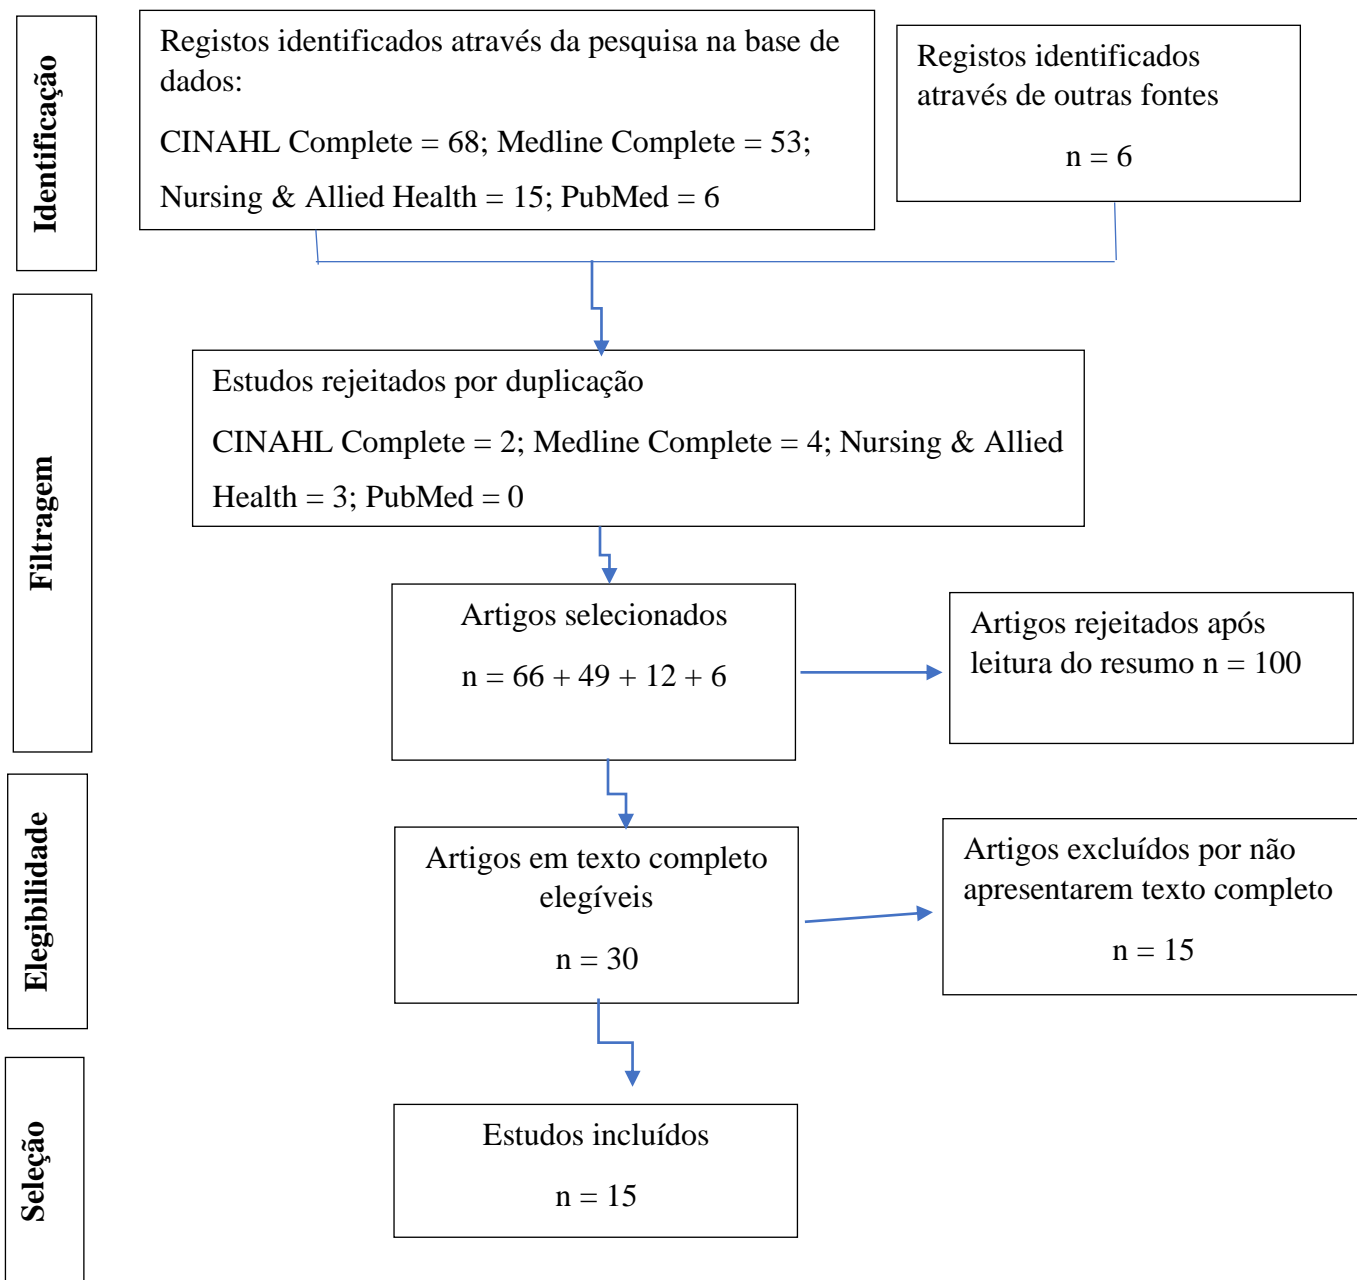 Identificação
Registos identificados através da pesquisa na base de
dados:
CINAHL Complete = 68; Medline Complete = 53;
Nursing & Allied Health = 15; PubMed = 6
Registos identificados
através de outras fontes
n = 6
Filtragem
Estudos rejeitados por duplicação
CINAHL Complete = 2; Medline Complete = 4; Nursing & Allied
Health = 3; PubMed = 0
Artigos selecionados
n = 66 + 49 + 12 + 6
Artigos rejeitados após
leitura do resumo n = 100
Elegibilidade
Artigos em texto completo
elegíveis
n = 30
Artigos excluídos por não
apresentarem texto completo
n = 15
Seleção
Estudos incluídos
n = 15